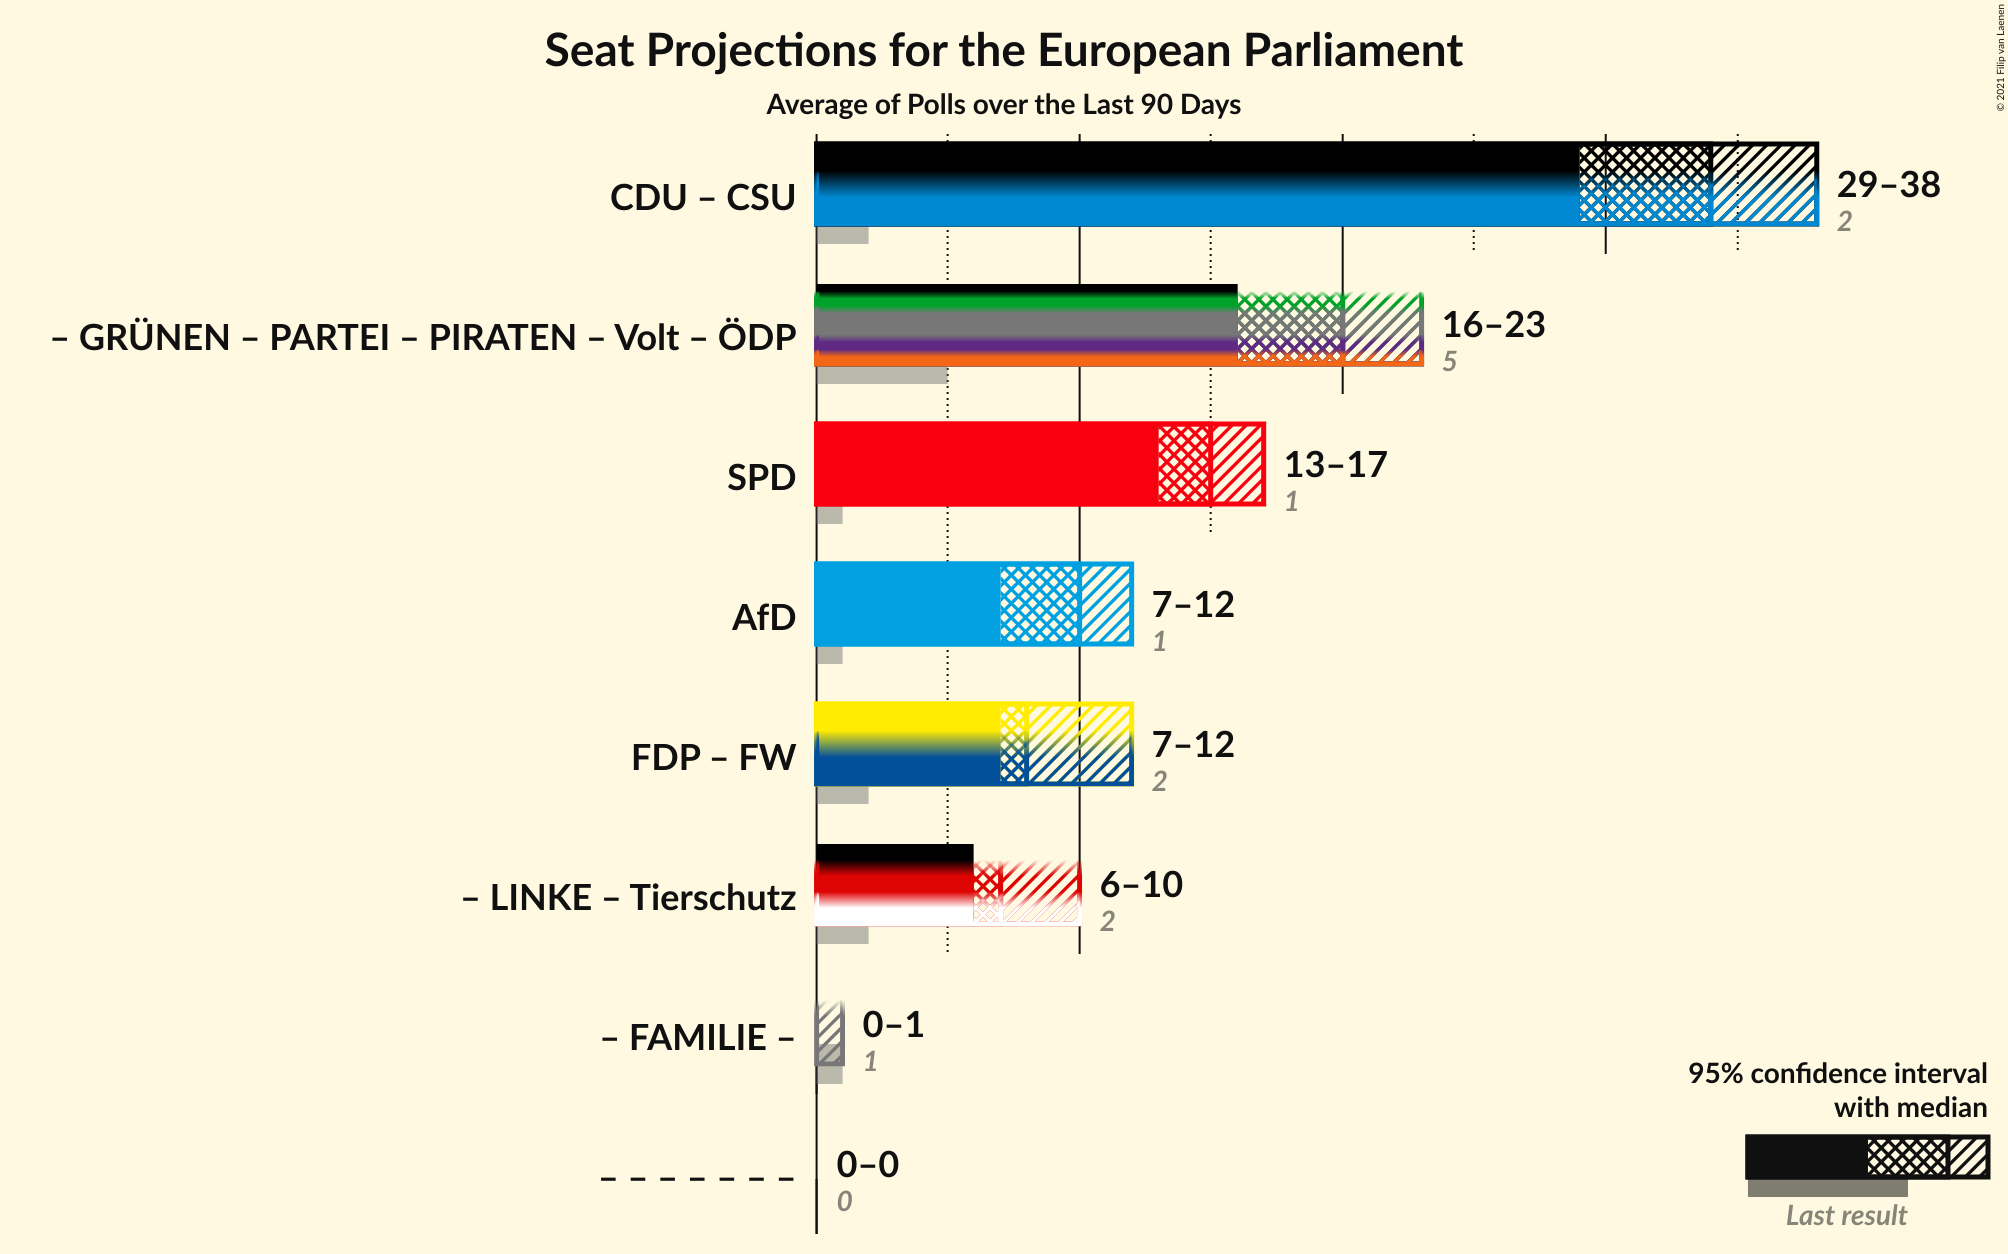 Seat Projections for the European Parliament
Average of Polls over the Last 90 Days
© 2021 Filip van Laenen
CDU – CSU
29–38
2
– GRÜNEN – PARTEI – PIRATEN – Volt – ÖDP
16–23
5
SPD
13–17
1
AfD
7–12
1
FDP – FW
7–12
2
– LINKE – Tierschutz
6–10
2
– FAMILIE –
0–1
1
– – – – – – –
0–0
0
95% confidence interval
with median
Last result